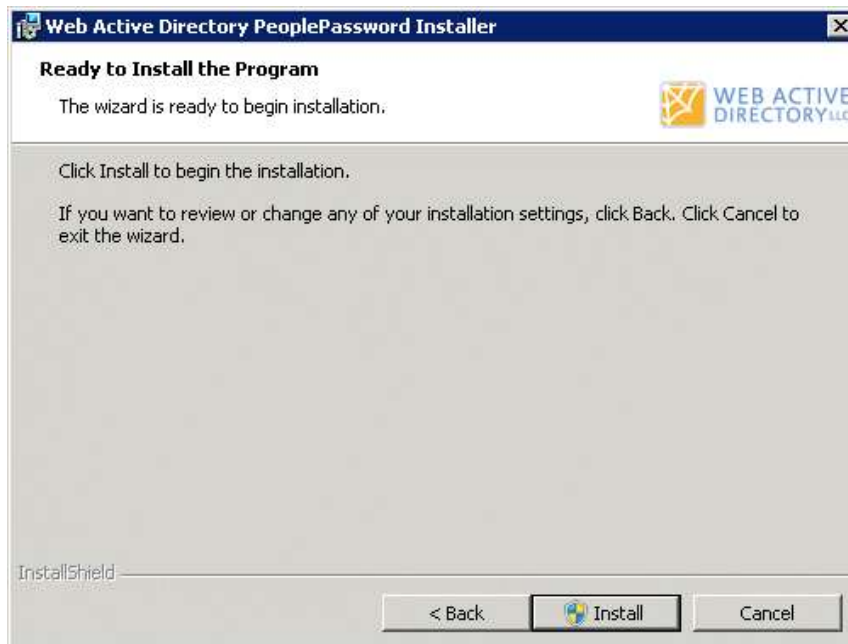 Web Active Directory PeoplePassword Installer
Ready to Install the Program
The wizard is ready to begin installation.
WEB ACTIVE
DIRECTORY LLC
Click Install to begin the installation.
If you want to review or change any of your installation settings, click Back. Click Cancel to
exit the wizard.
InstallShield
< Back
Install
Cancel